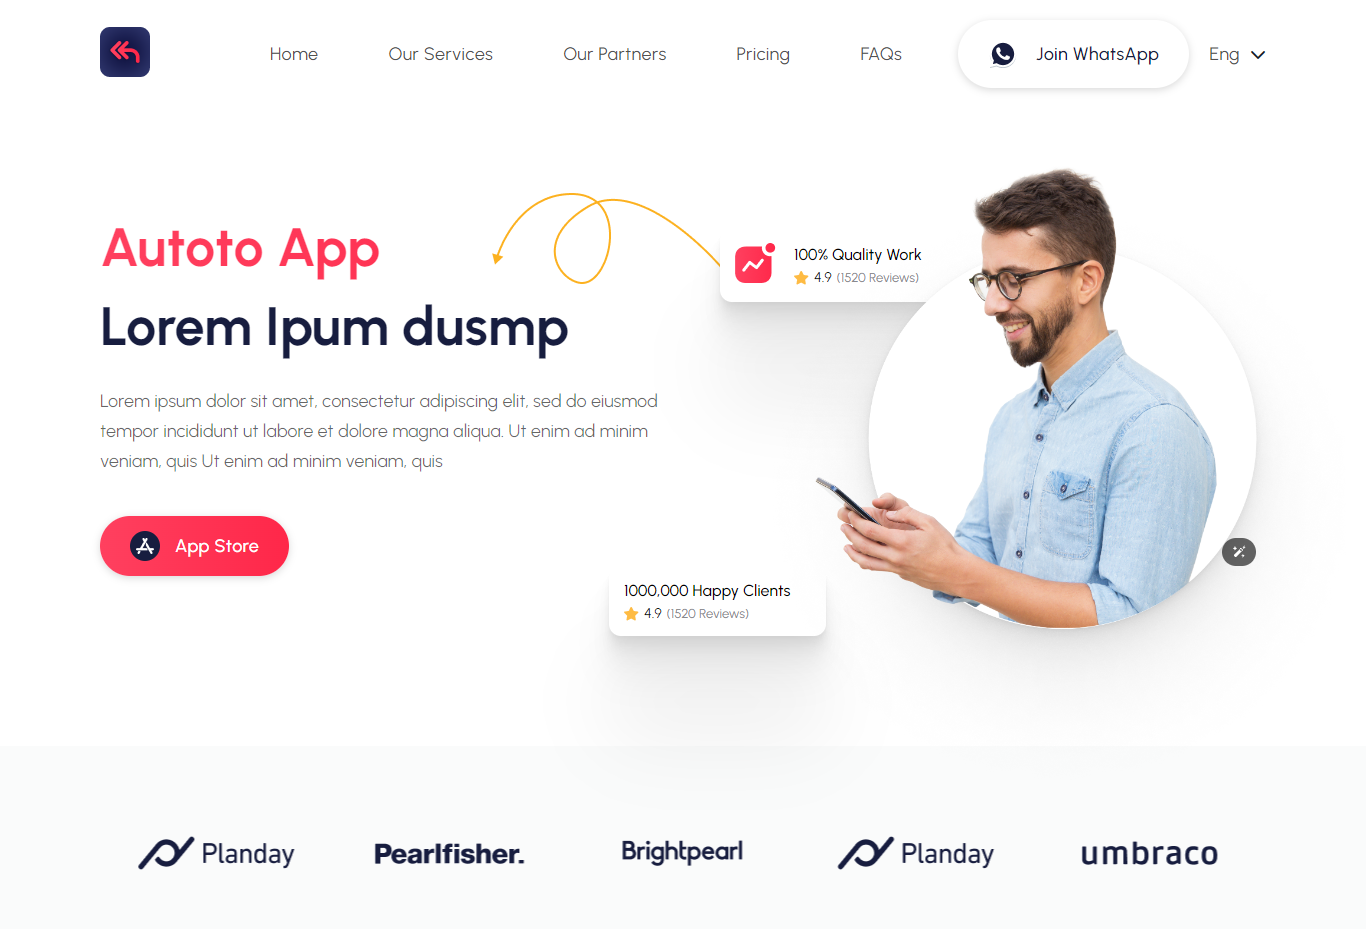 Home
Our Services
Our Partners
Pricing
FAQs
Join WhatsApp
Eng
Autoto App
Lorem Ipum dusmp
Lorem ipsum dolor sit amet, consectetur adipiscing elit, sed do eiusmod
tempor incididunt ut labore et dolore magna aliqua. Ut enim ad minim
veniam, quis Ut enim ad minim veniam, quis
App Store
100% Quality Work
4.9 (1520 Reviews)
1000,000 Happy Clients
4.9 (1520 Reviews)
Planday
Pearlfisher.
Brightpearl
Planday
umbraco